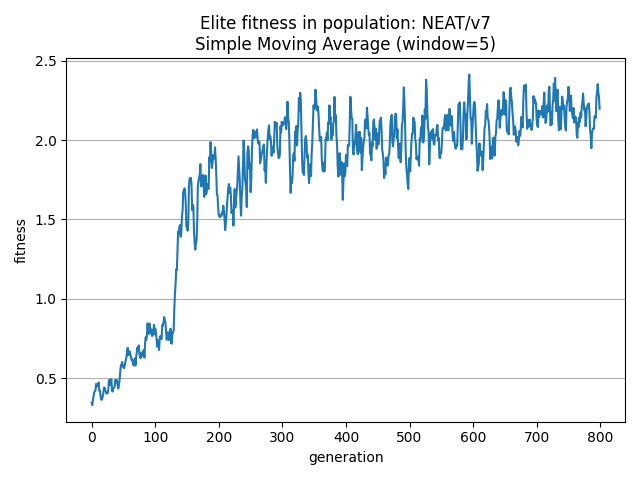 Elite fitness in population: NEAT/v7
Simple Moving Average (window=5)
2.5
2.0
1.5
1.0
0.5
fitness
0 100 200 300 400 500 600 700 800
generation